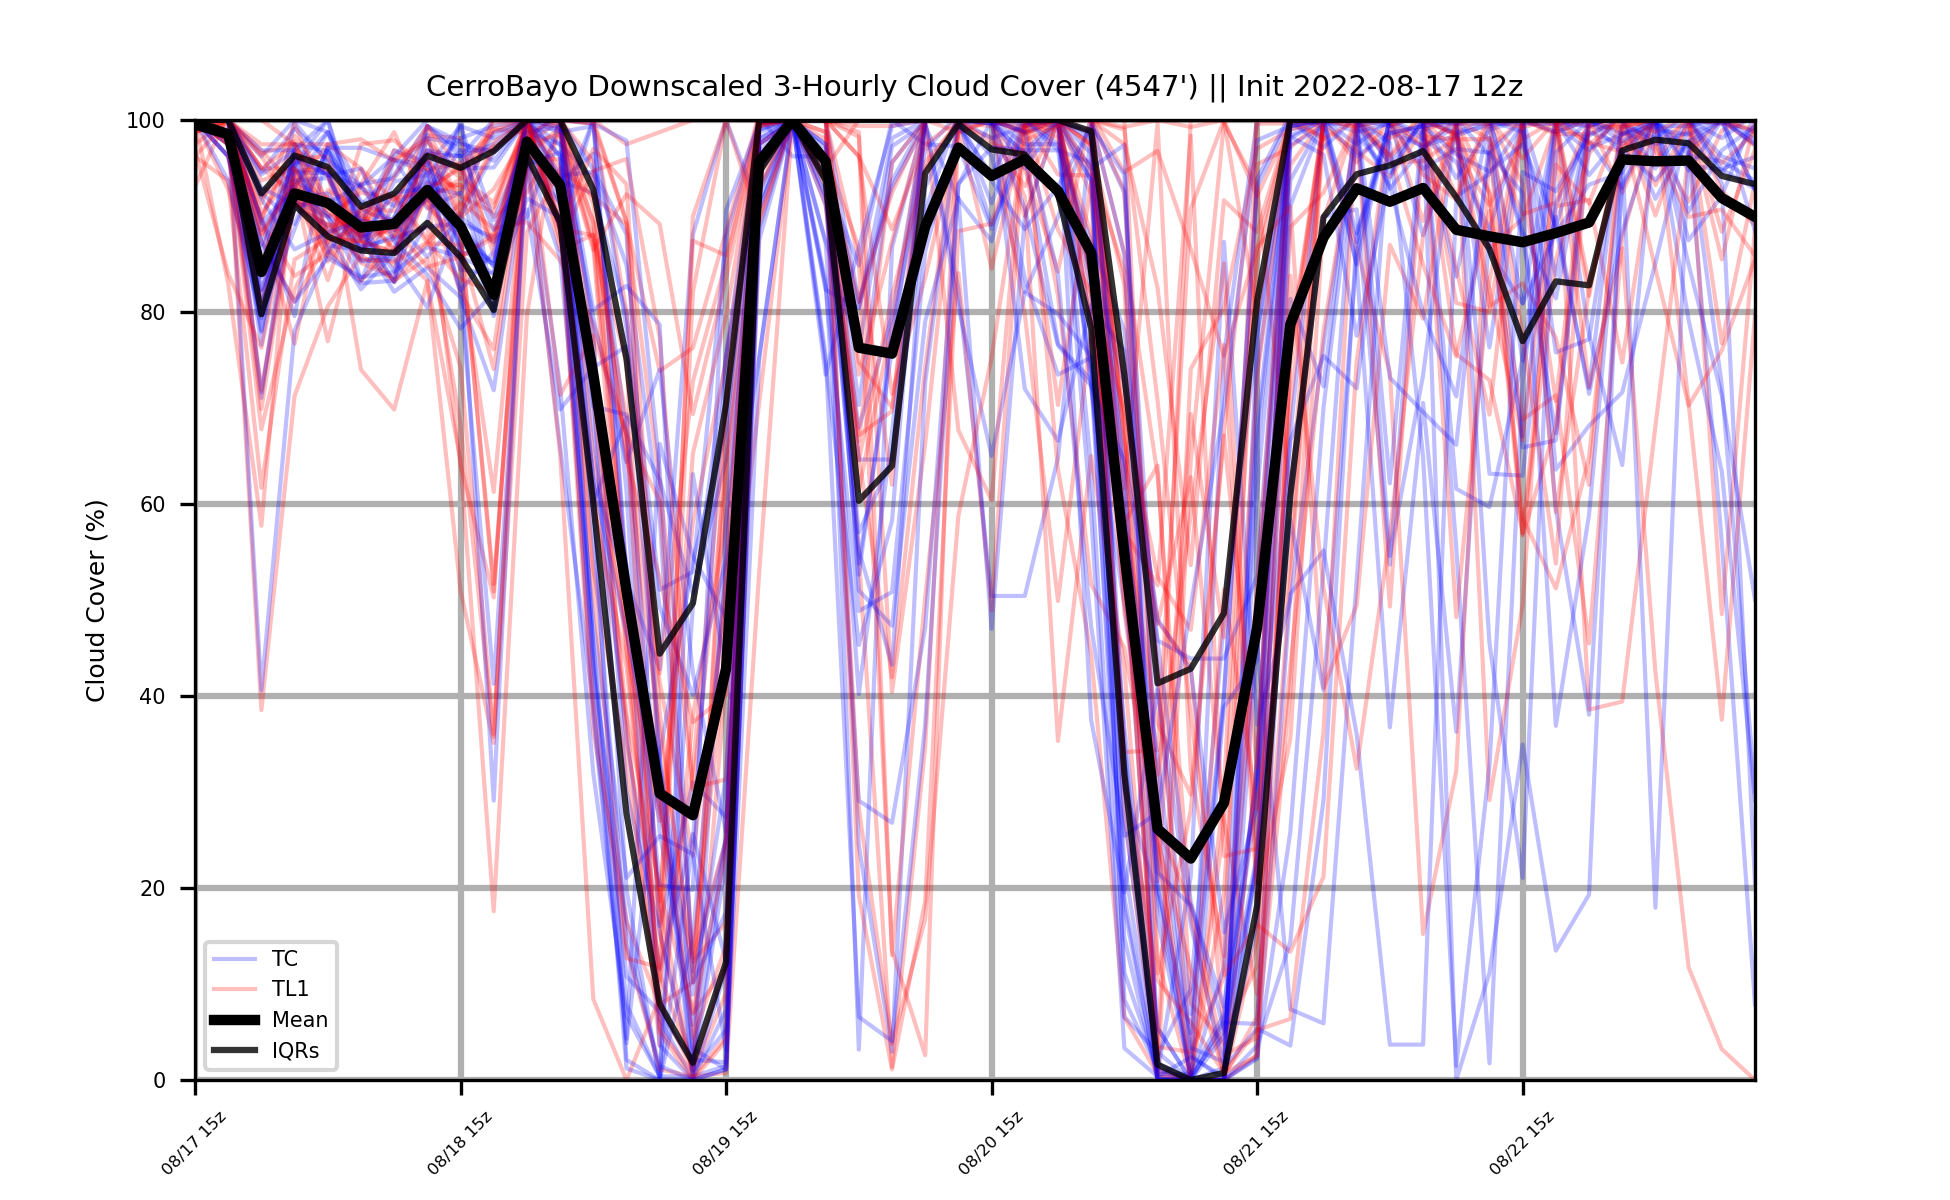 CerroBayo Downscaled 3-Hourly Cloud Cover (4547') || Init 2022-08-17 12z
Cloud Cover (%)
100
80
60
40
20
0
TC
TL1
Mean
IQRs
08/17 15z
08/18 15z
08/19 15z
08/20 15z
08/21 15z
08/22 15z